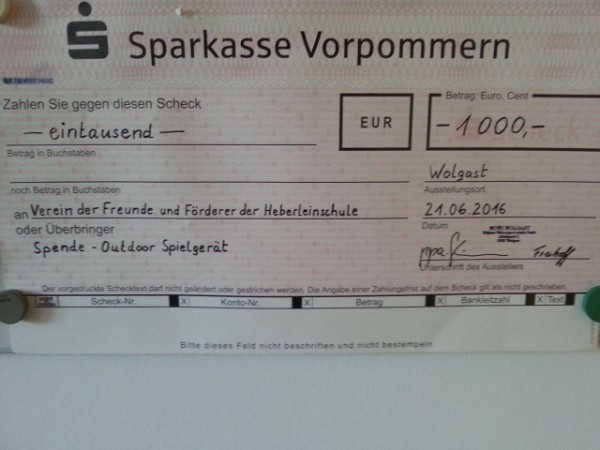 Sparkasse Vorpommern
Zahlen Sie gegen diesen Scheck
Betrag: Euro, Cent
— eintausend —
EUR
- 1 000,-
Betrag in Buchstaben
Wolgast
noch Betrag in Buchstaben
Ausstellungsort
an Verein der Freunde und Förderer der Heberleinschule
21.06.2016
oder Überbringer
Datum
Spende - Outdoor Spielgerät
ppa.
Unterschrift des Ausstellers
Der vorgedruckte Schecktext darf nicht geändert oder gestrichen werden. Die Angabe einer Zahlungsfrist auf dem Scheck gilt als nicht geschrieben.
Scheck-Nr. X Konto-Nr. X Betrag X Bankleitzahl X Text
Bitte dieses Feld nicht beschriften und nicht bestempeln